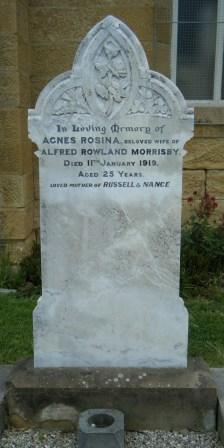 In Loving Memory of
AGNES ROSINA, BELOVED WIFE OF
ALFRED ROWLAND MORRISBY.
DIED 11TH JANUARY 1919.
AGED 25 YEARS.
LOVED MOTHER OF RUSSELL & NANCE